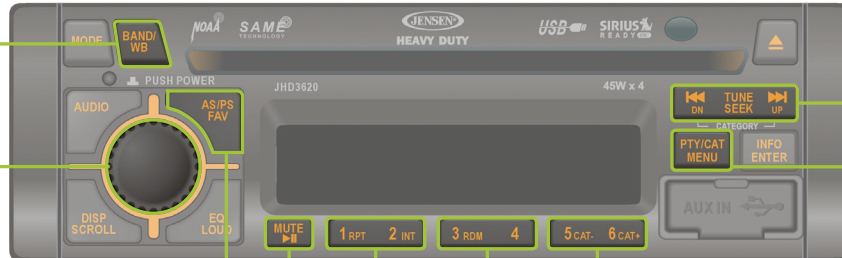 NOAA SAME TECHNOLOGY JENSEN® HEAVY DUTY USB SIRIUS READY
MODE
BAND/
WB
PUSH POWER
JHD3620
45W x 4
AUDIO
AS/PS
FAV
DN TUNE SEEK UP
CATEGORY
PTY/CAT
MENU
INFO
ENTER
AUX IN
DISP
SCROLL
EQ
LOUD
MUTE
1 RPT 2 INT 3 RDM 4 5 CAT- 6 CAT+